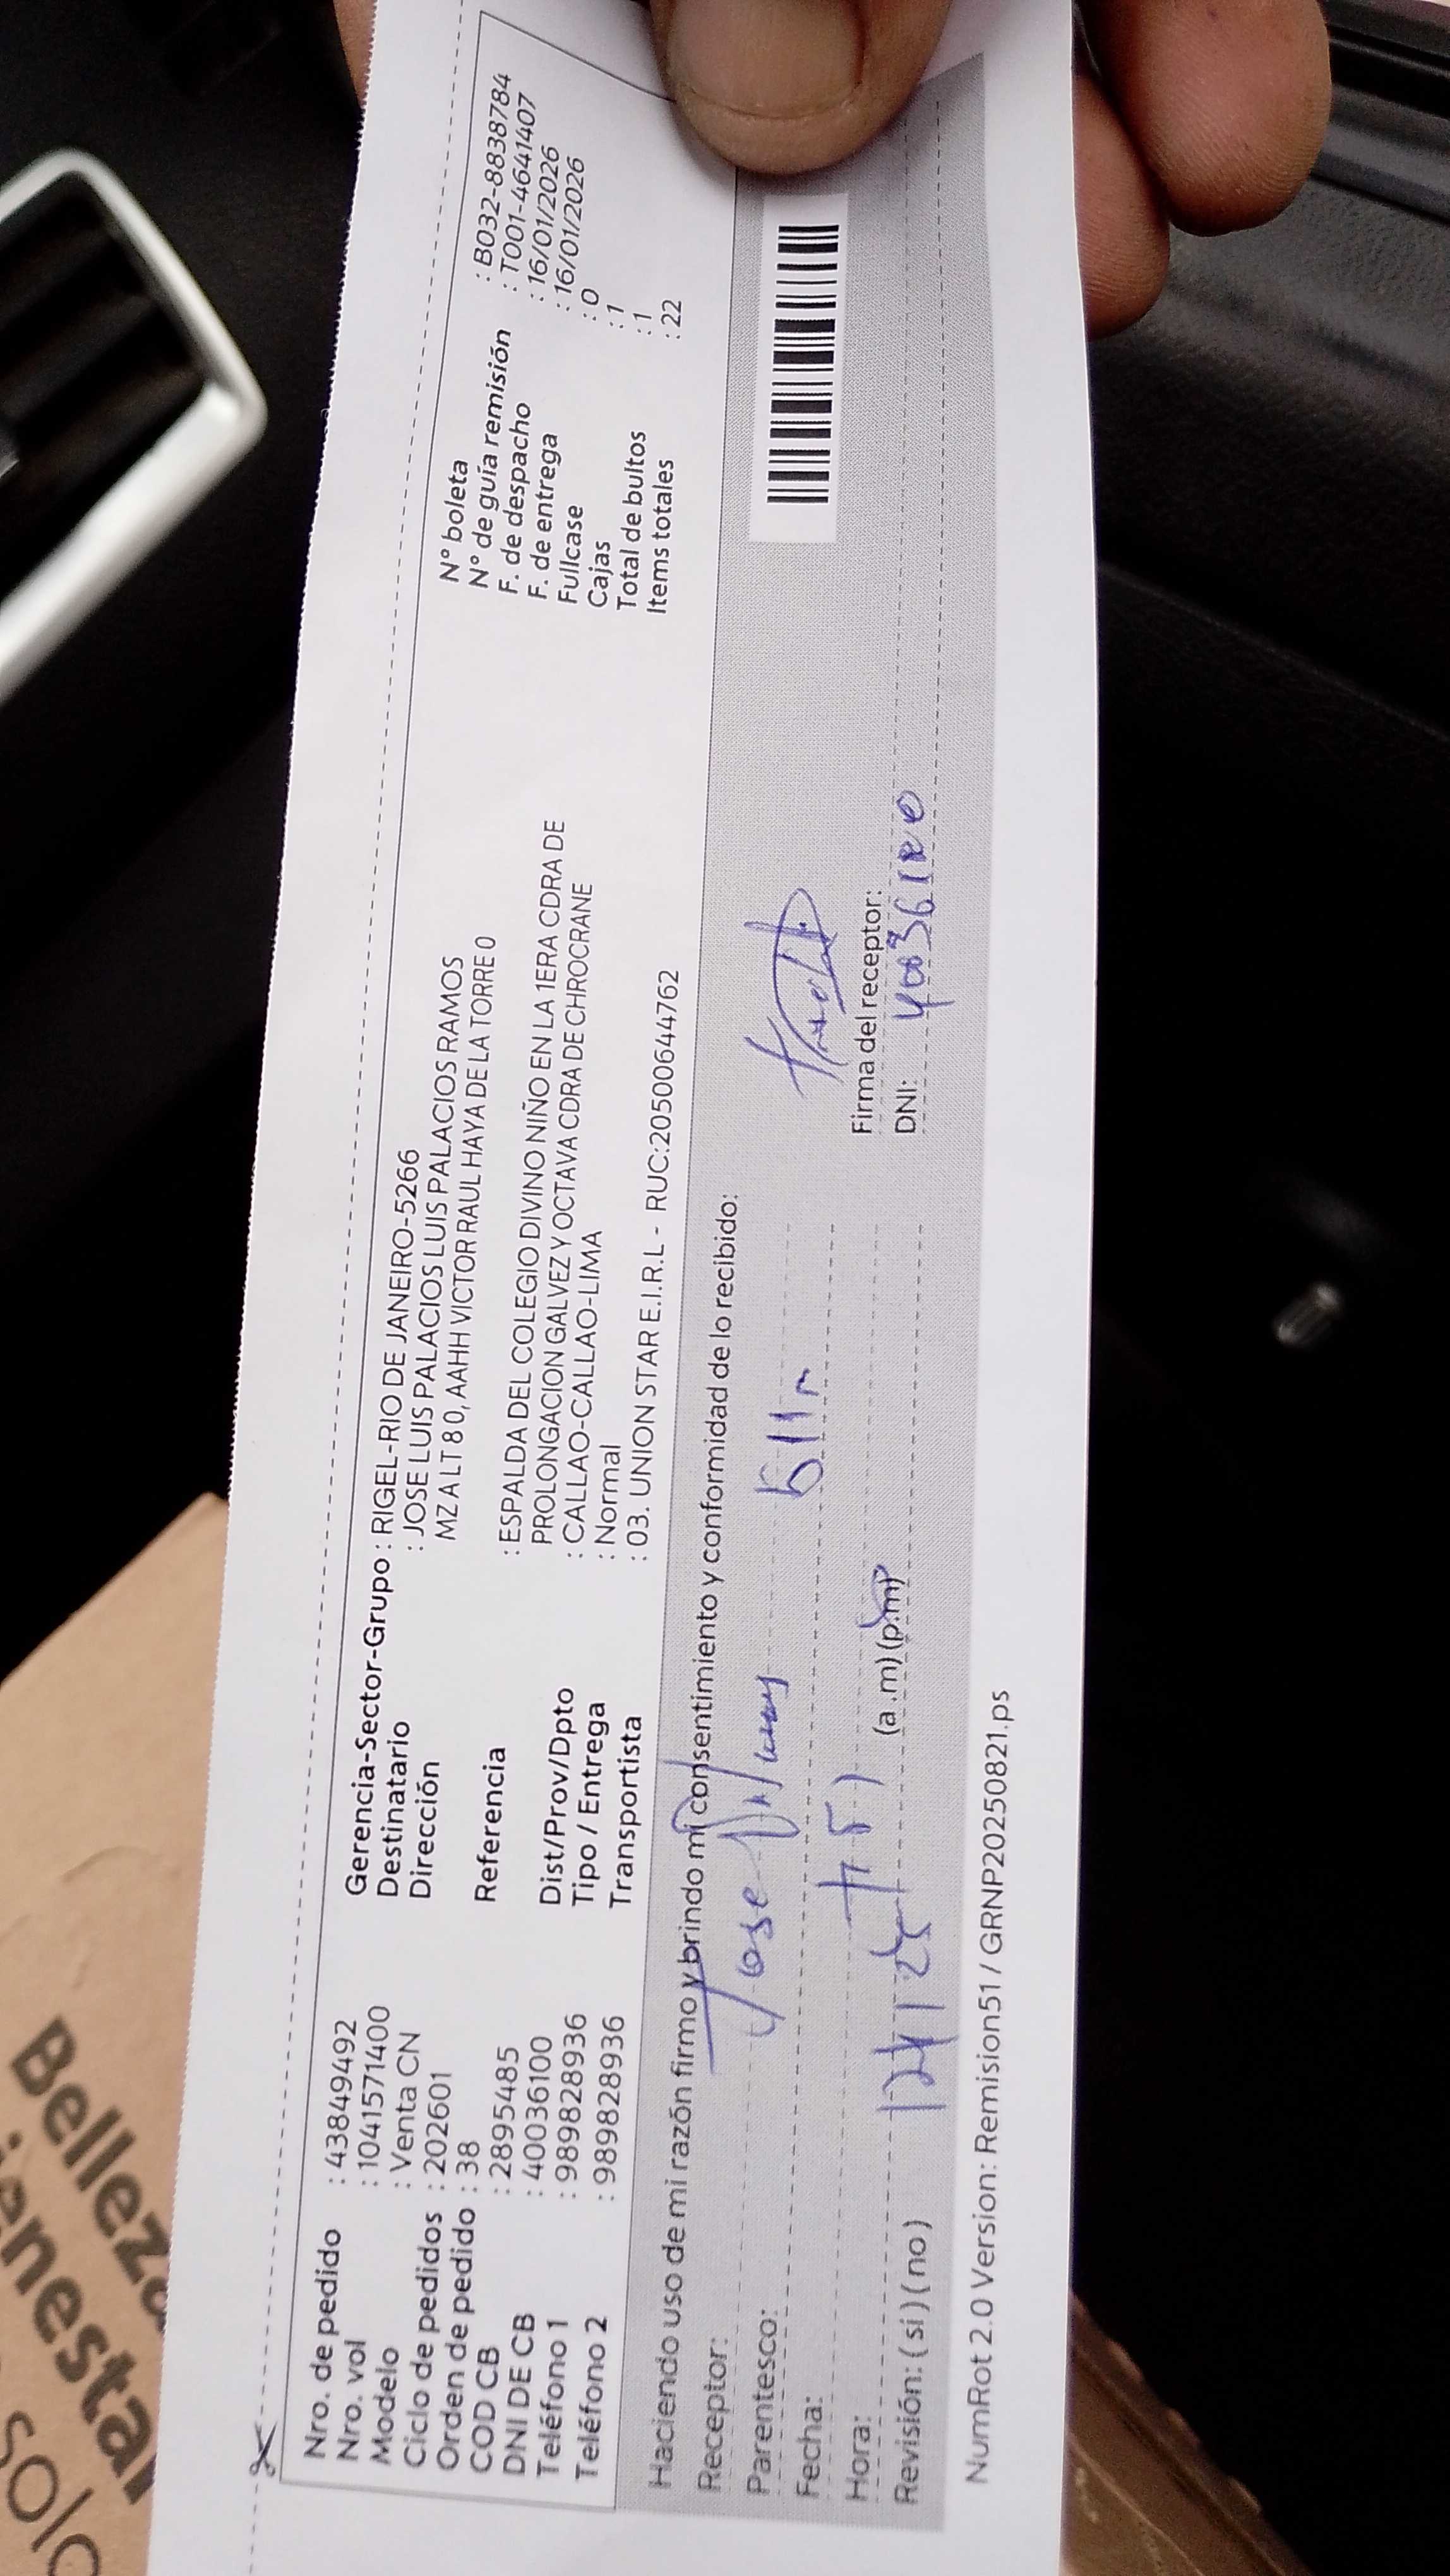 Nro. de pedido : 43849492
Nro. vol : 1041571400
Modelo : Venta CN
Ciclo de pedidos : 202601
Orden de pedido : 38
COD CB : 2895485
DNI DE CB : 40036100
Teléfono 1 : 989828936
Teléfono 2 : 989828936
Gerencia-Sector-Grupo : RIGEL-RIO DE JANEIRO-5266
Destinatario : JOSE LUIS PALACIOS LUIS PALACIOS RAMOS
Dirección MZ A LT 8 0, AAHH VICTOR RAUL HAYA DE LA TORRE 0
Referencia : ESPALDA DEL COLEGIO DIVINO NIÑO EN LA 1ERA CDRA DE
PROLONGACION GALVEZ Y OCTAVA CDRA DE CHROCRANE
Dist/Prov/Dpto : CALLAO-CALLAO-LIMA
Tipo / Entrega : Normal
Transportista : 03. UNION STAR E.I.R.L - RUC:20500644762
N° boleta : B032-8838784
N° de guía remisión : T001-4641407
F. de despacho : 16/01/2026
F. de entrega : 16/01/2026
Fullcase : 0
Cajas : 1
Total de bultos : 1
Items totales : 22
Haciendo uso de mi razón firmo y brindo mi consentimiento y conformidad de lo recibido:
Receptor: Jose
Parentesco:
Fecha:
Hora: (a.m) (p.m)
Revisión: ( si ) ( no )
Firma del receptor:
DNI:
NumRot 2.0 Version: Remision51 / GRNP20250821.ps
Belleza
solo